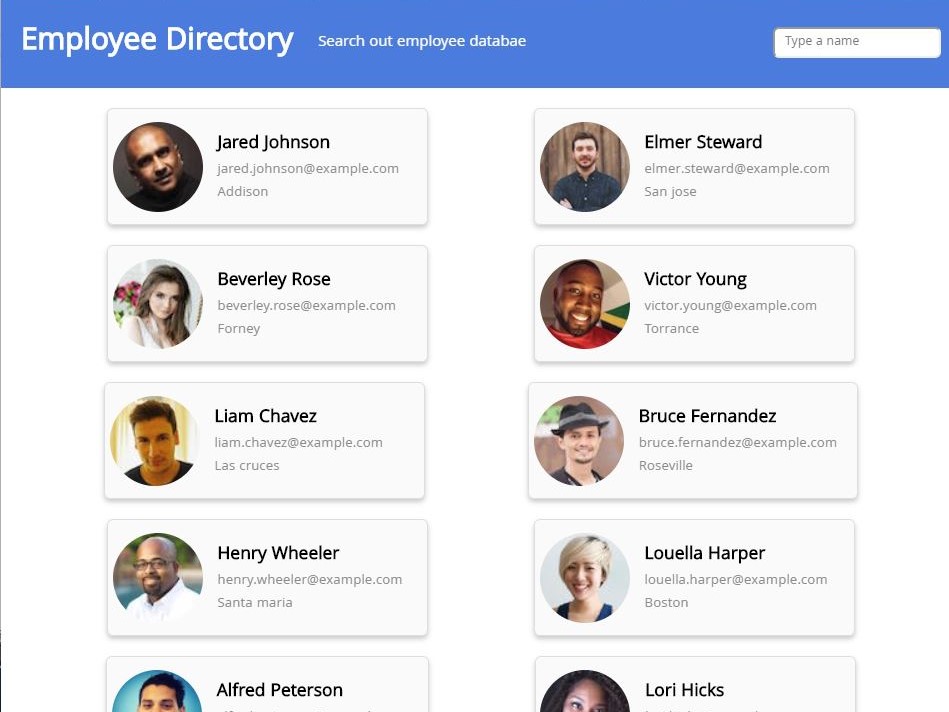 Employee Directory
Search out employee databae
Type a name
Jared Johnson
jared.johnson@example.com
Addison
Elmer Steward
elmer.steward@example.com
San jose
Beverley Rose
beverley.rose@example.com
Forney
Victor Young
victor.young@example.com
Torrance
Liam Chavez
liam.chavez@example.com
Las cruces
Bruce Fernandez
bruce.fernandez@example.com
Roseville
Henry Wheeler
henry.wheeler@example.com
Santa maria
Louella Harper
louella.harper@example.com
Boston
Alfred Peterson
Lori Hicks